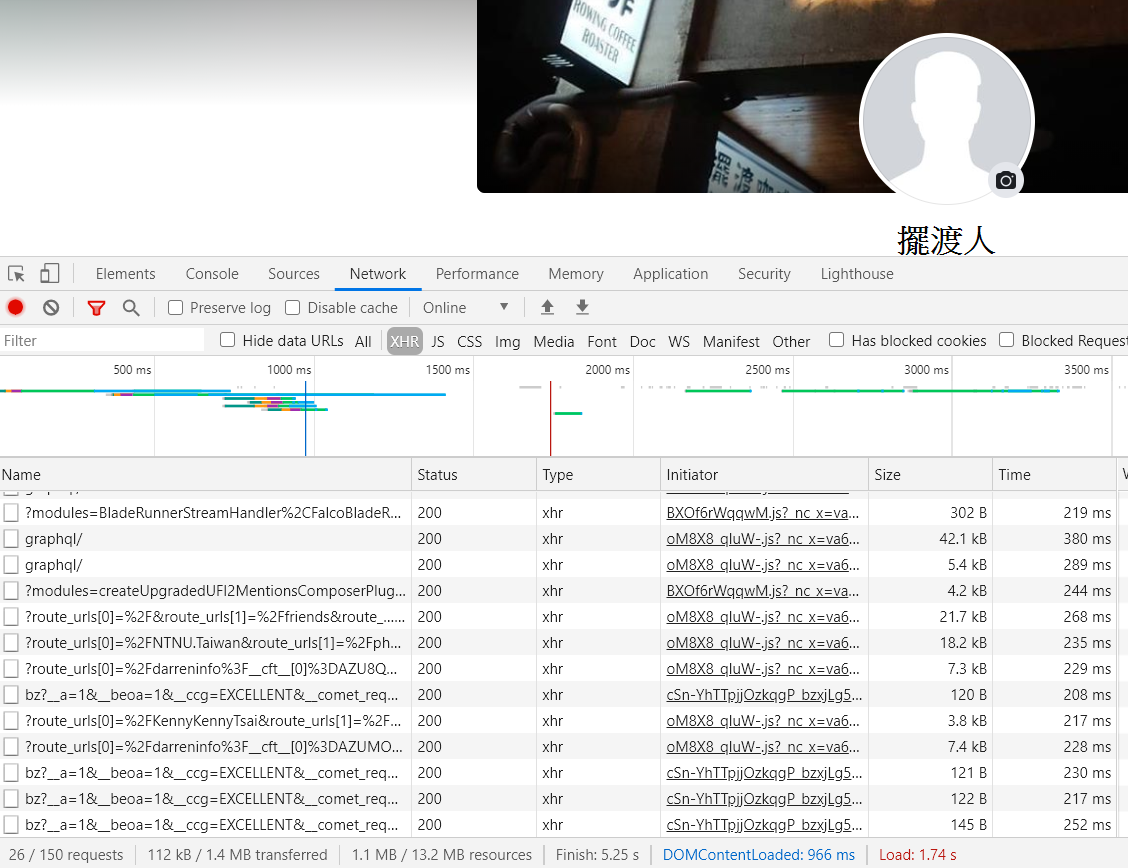 ROWING COFFEE
ROASTER
擺渡人
Elements Console Sources Network Performance Memory Application Security Lighthouse
Preserve log Disable cache Online
Filter Hide data URLs All XHR JS CSS Img Media Font Doc WS Manifest Other Has blocked cookies Blocked Request
500 ms 1000 ms 1500 ms 2000 ms 2500 ms 3000 ms 3500 ms
Name Status Type Initiator Size Time
?modules=BladeRunnerStreamHandler%2CFalcoBladeR... 200 xhr BXOf6rWqqwM.js?_nc_x=va... 302 B 219 ms
graphql/ 200 xhr oM8X8_qIuW-.js?_nc_x=va6... 42.1 kB 380 ms
graphql/ 200 xhr oM8X8_qIuW-.js?_nc_x=va6... 5.4 kB 289 ms
?modules=createUpgradedUFI2MentionsComposerPlug... 200 xhr BXOf6rWqqwM.js?_nc_x=va... 4.2 kB 244 ms
?route_urls[0]=%2F&route_urls[1]=%2Ffriends&route_...... 200 xhr oM8X8_qIuW-.js?_nc_x=va6... 21.7 kB 268 ms
?route_urls[0]=%2FNTNU.Taiwan&route_urls[1]=%2Fph... 200 xhr oM8X8_qIuW-.js?_nc_x=va6... 18.2 kB 235 ms
?route_urls[0]=%2Fdarreninfo%3F__cft__[0]%3DAZU8Q... 200 xhr oM8X8_qIuW-.js?_nc_x=va6... 7.3 kB 229 ms
bz?__a=1&__beoa=1&__ccg=EXCELLENT&__comet_req... 200 xhr cSn-YhTTpjjOzkqgP_bzxjLg5... 120 B 208 ms
?route_urls[0]=%2FKennyKennyTsai&route_urls[1]=%2F... 200 xhr oM8X8_qIuW-.js?_nc_x=va6... 3.8 kB 217 ms
?route_urls[0]=%2Fdarreninfo%3F__cft__[0]%3DAZUMO... 200 xhr oM8X8_qIuW-.js?_nc_x=va6... 7.4 kB 228 ms
bz?__a=1&__beoa=1&__ccg=EXCELLENT&__comet_req... 200 xhr cSn-YhTTpjjOzkqgP_bzxjLg5... 121 B 230 ms
bz?__a=1&__beoa=1&__ccg=EXCELLENT&__comet_req... 200 xhr cSn-YhTTpjjOzkqgP_bzxjLg5... 122 B 217 ms
bz?__a=1&__beoa=1&__ccg=EXCELLENT&__comet_req... 200 xhr cSn-YhTTpjjOzkqgP_bzxjLg5... 145 B 252 ms
26 / 150 requests 112 kB / 1.4 MB transferred 1.1 MB / 13.2 MB resources Finish: 5.25 s DOMContentLoaded: 966 ms Load: 1.74 s